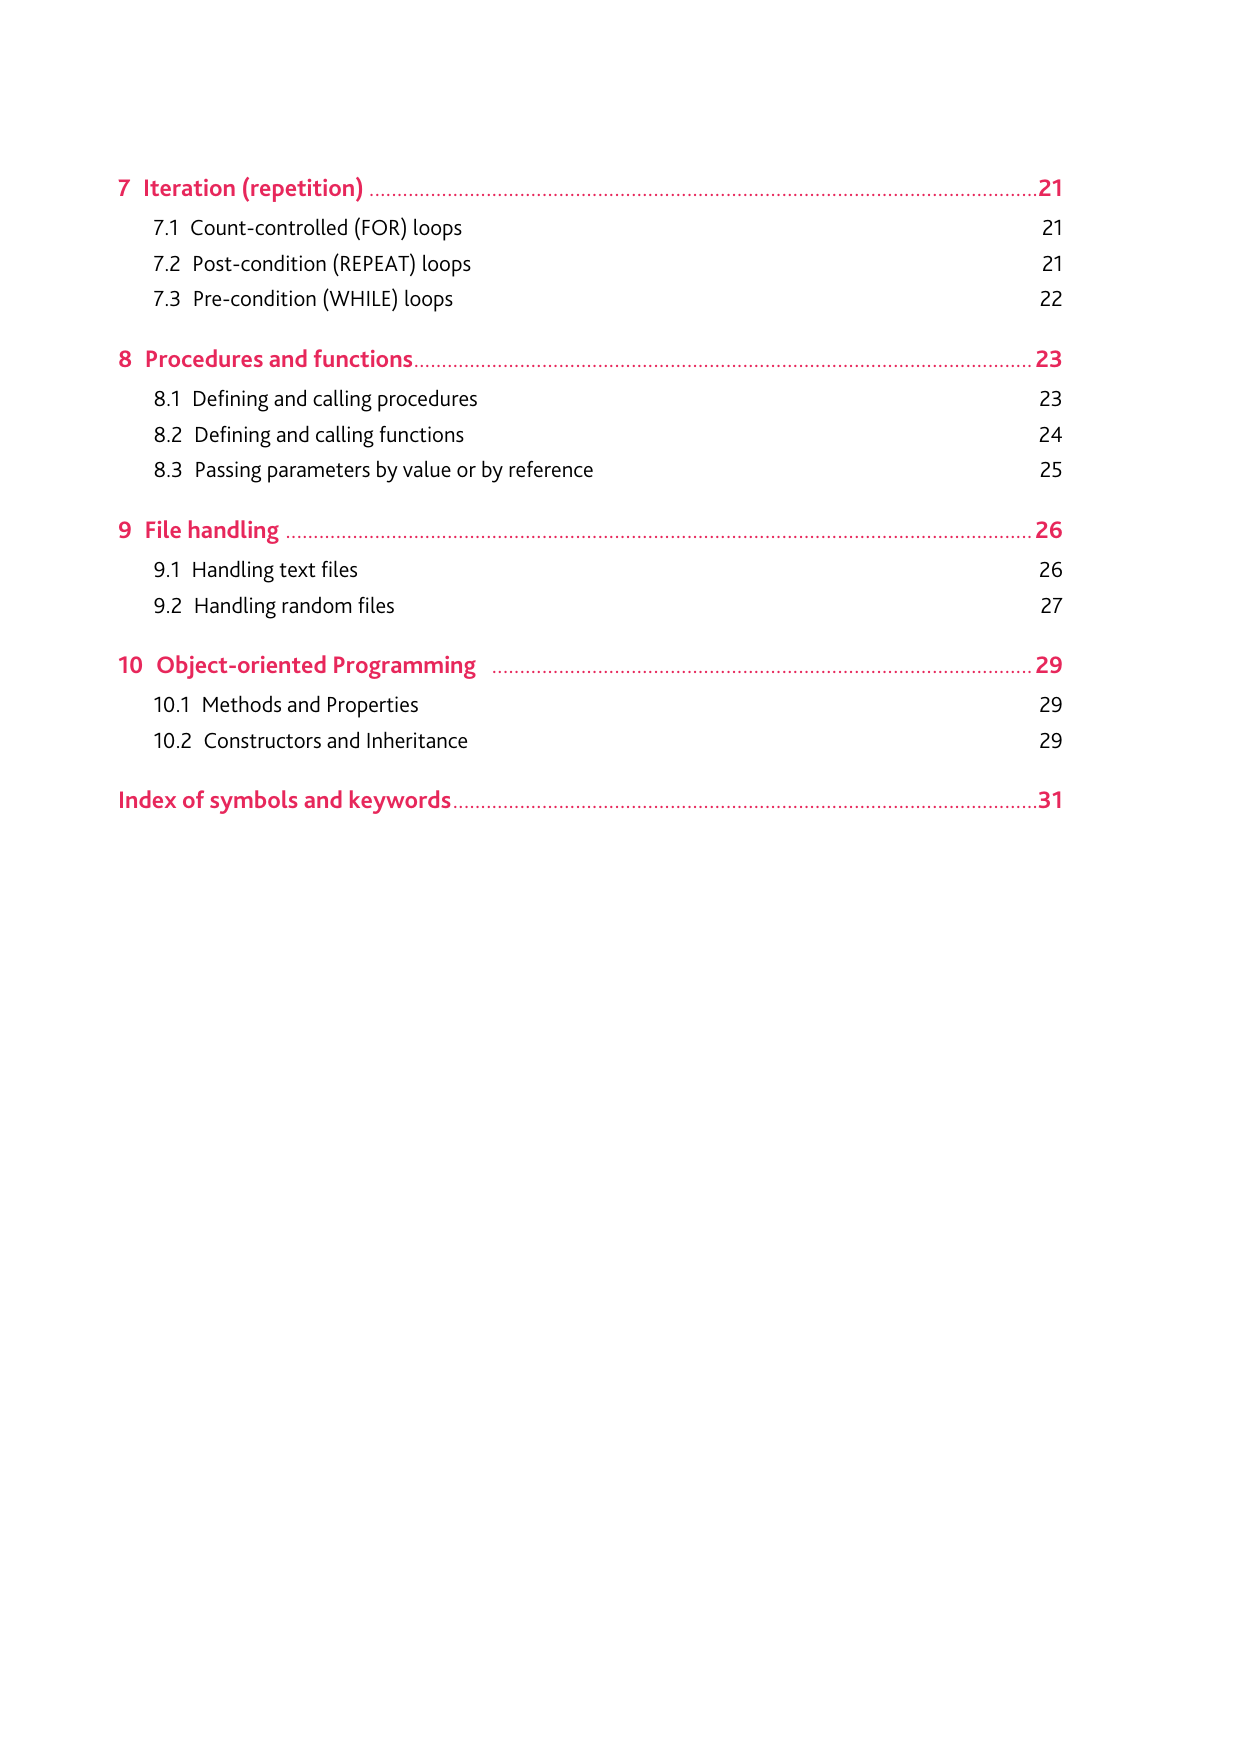 7 Iteration (repetition) ........................................................................................................................21
7.1 Count-controlled (FOR) loops 21
7.2 Post-condition (REPEAT) loops 21
7.3 Pre-condition (WHILE) loops 22
8 Procedures and functions............................................................................................................... 23
8.1 Defining and calling procedures 23
8.2 Defining and calling functions 24
8.3 Passing parameters by value or by reference 25
9 File handling ...................................................................................................................................... 26
9.1 Handling text files 26
9.2 Handling random files 27
10 Object-oriented Programming ................................................................................................. 29
10.1 Methods and Properties 29
10.2 Constructors and Inheritance 29
Index of symbols and keywords.........................................................................................................31